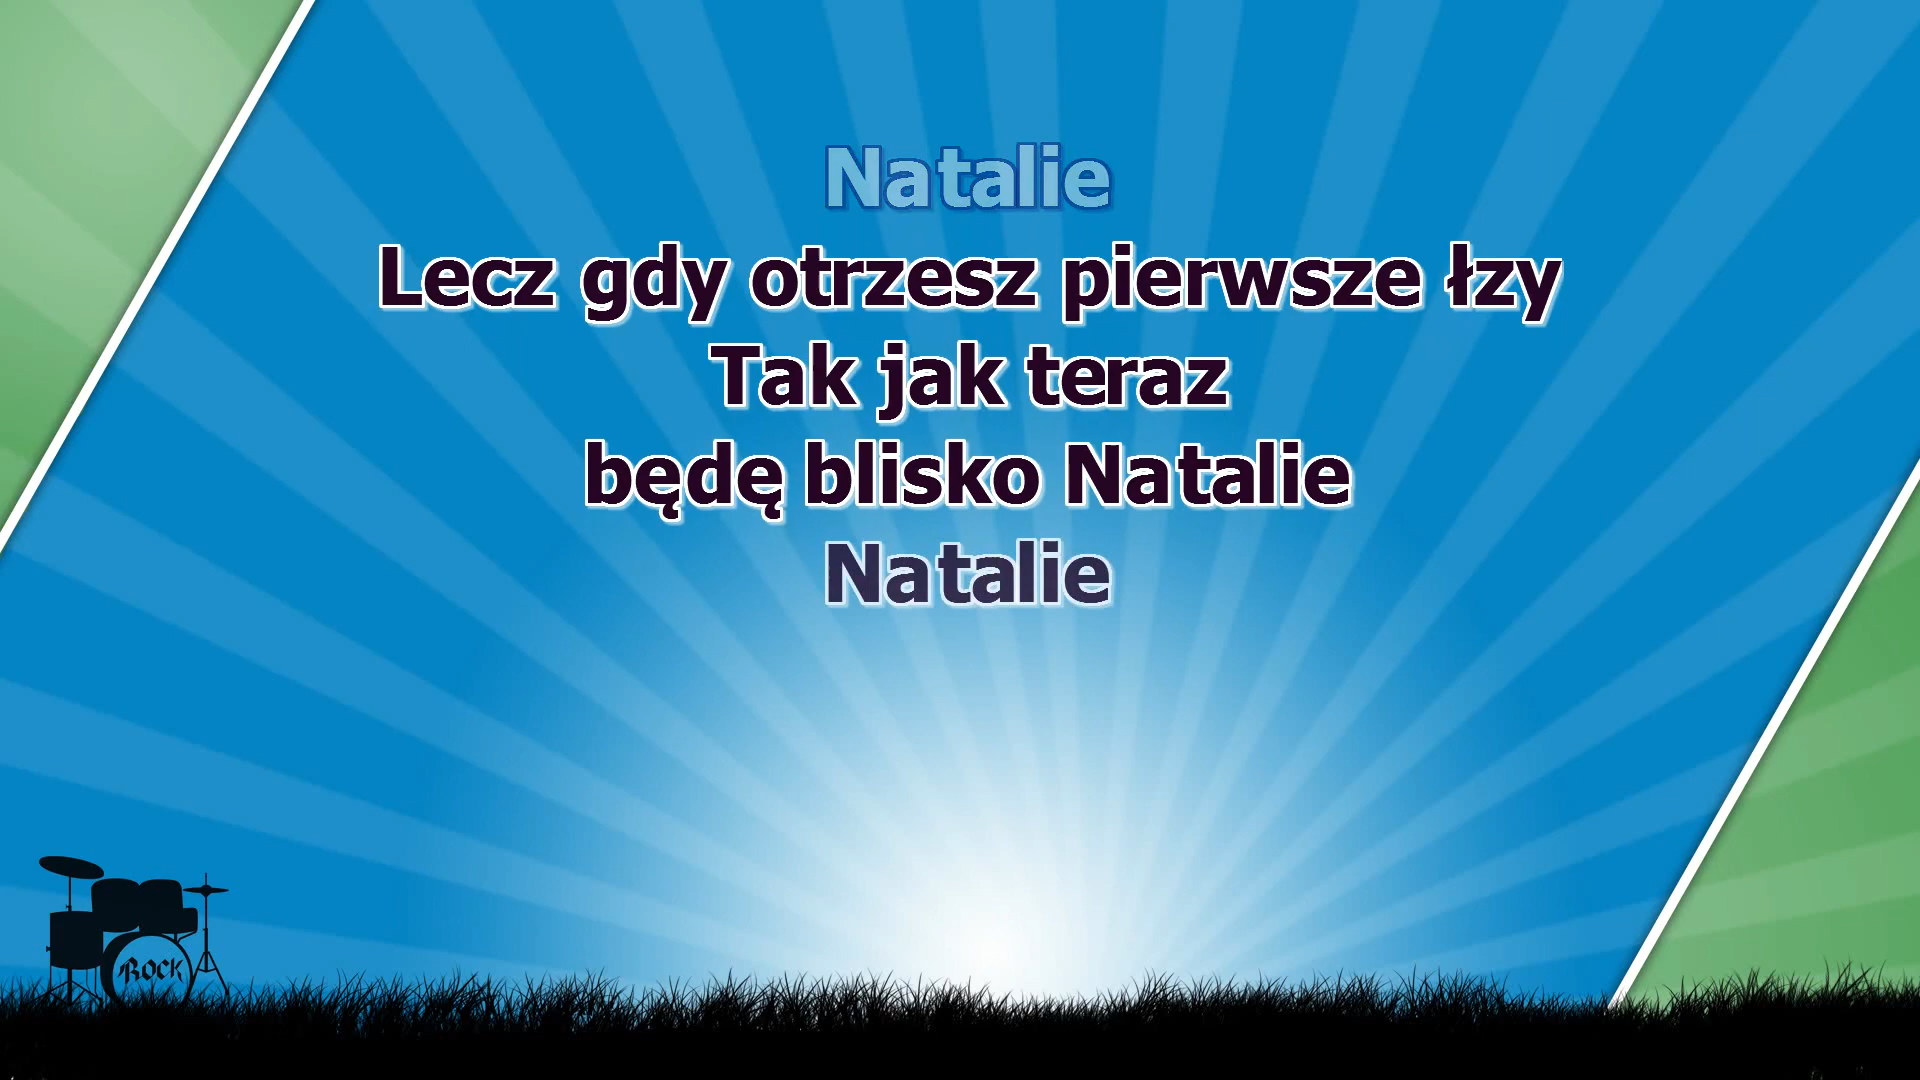 Natalie
Lecz gdy otrzesz pierwsze łzy
Tak jak teraz
będę blisko Natalie
Natalie
ROCK